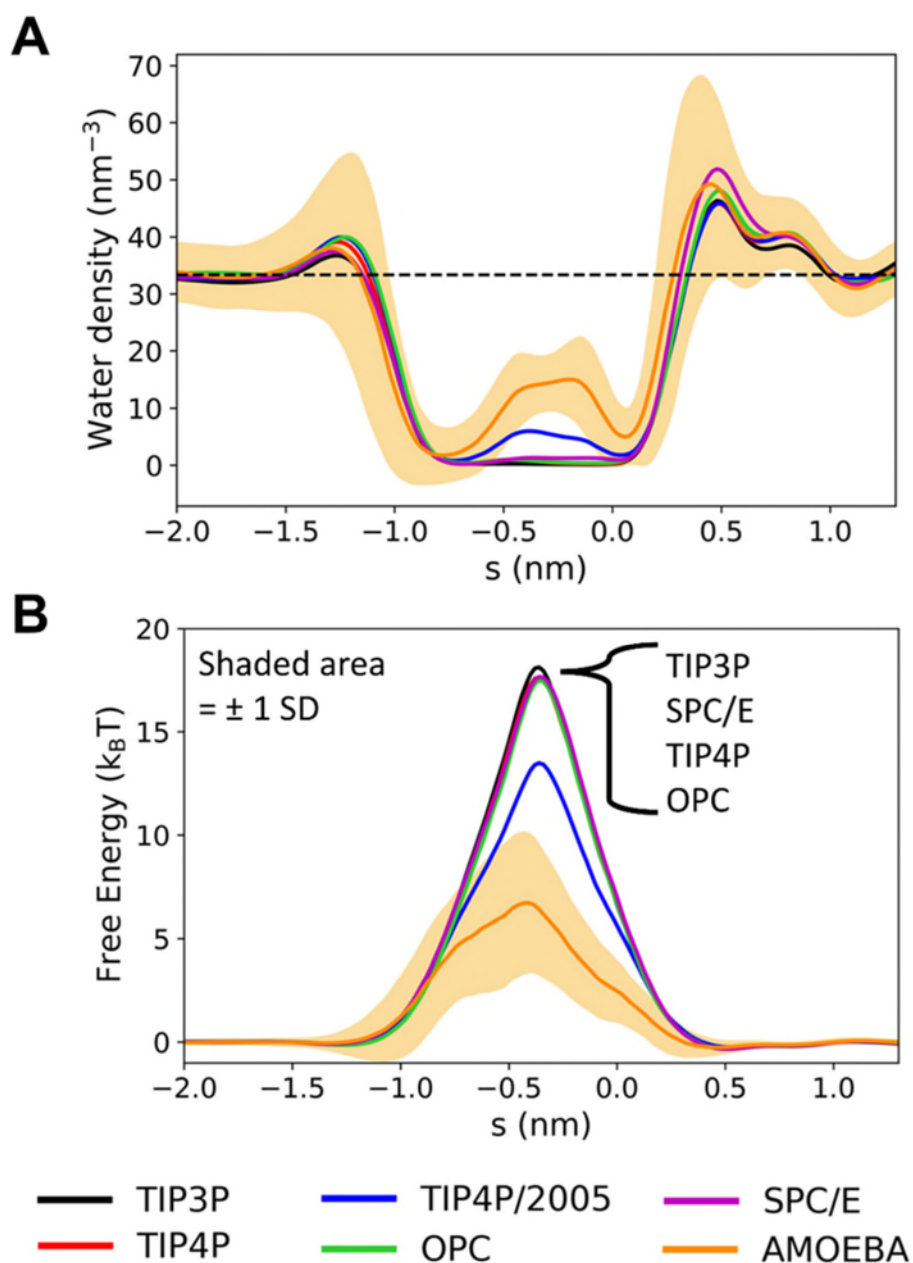 A
Water density (nm⁻³)
70
60
50
40
30
20
10
0
−2.0 −1.5 −1.0 −0.5 0.0 0.5 1.0
s (nm)
B
Free Energy (k_BT)
20
15
10
5
0
Shaded area
= ± 1 SD
TIP3P
SPC/E
TIP4P
OPC
−2.0 −1.5 −1.0 −0.5 0.0 0.5 1.0
s (nm)
TIP3P TIP4P/2005 SPC/E
TIP4P OPC AMOEBA